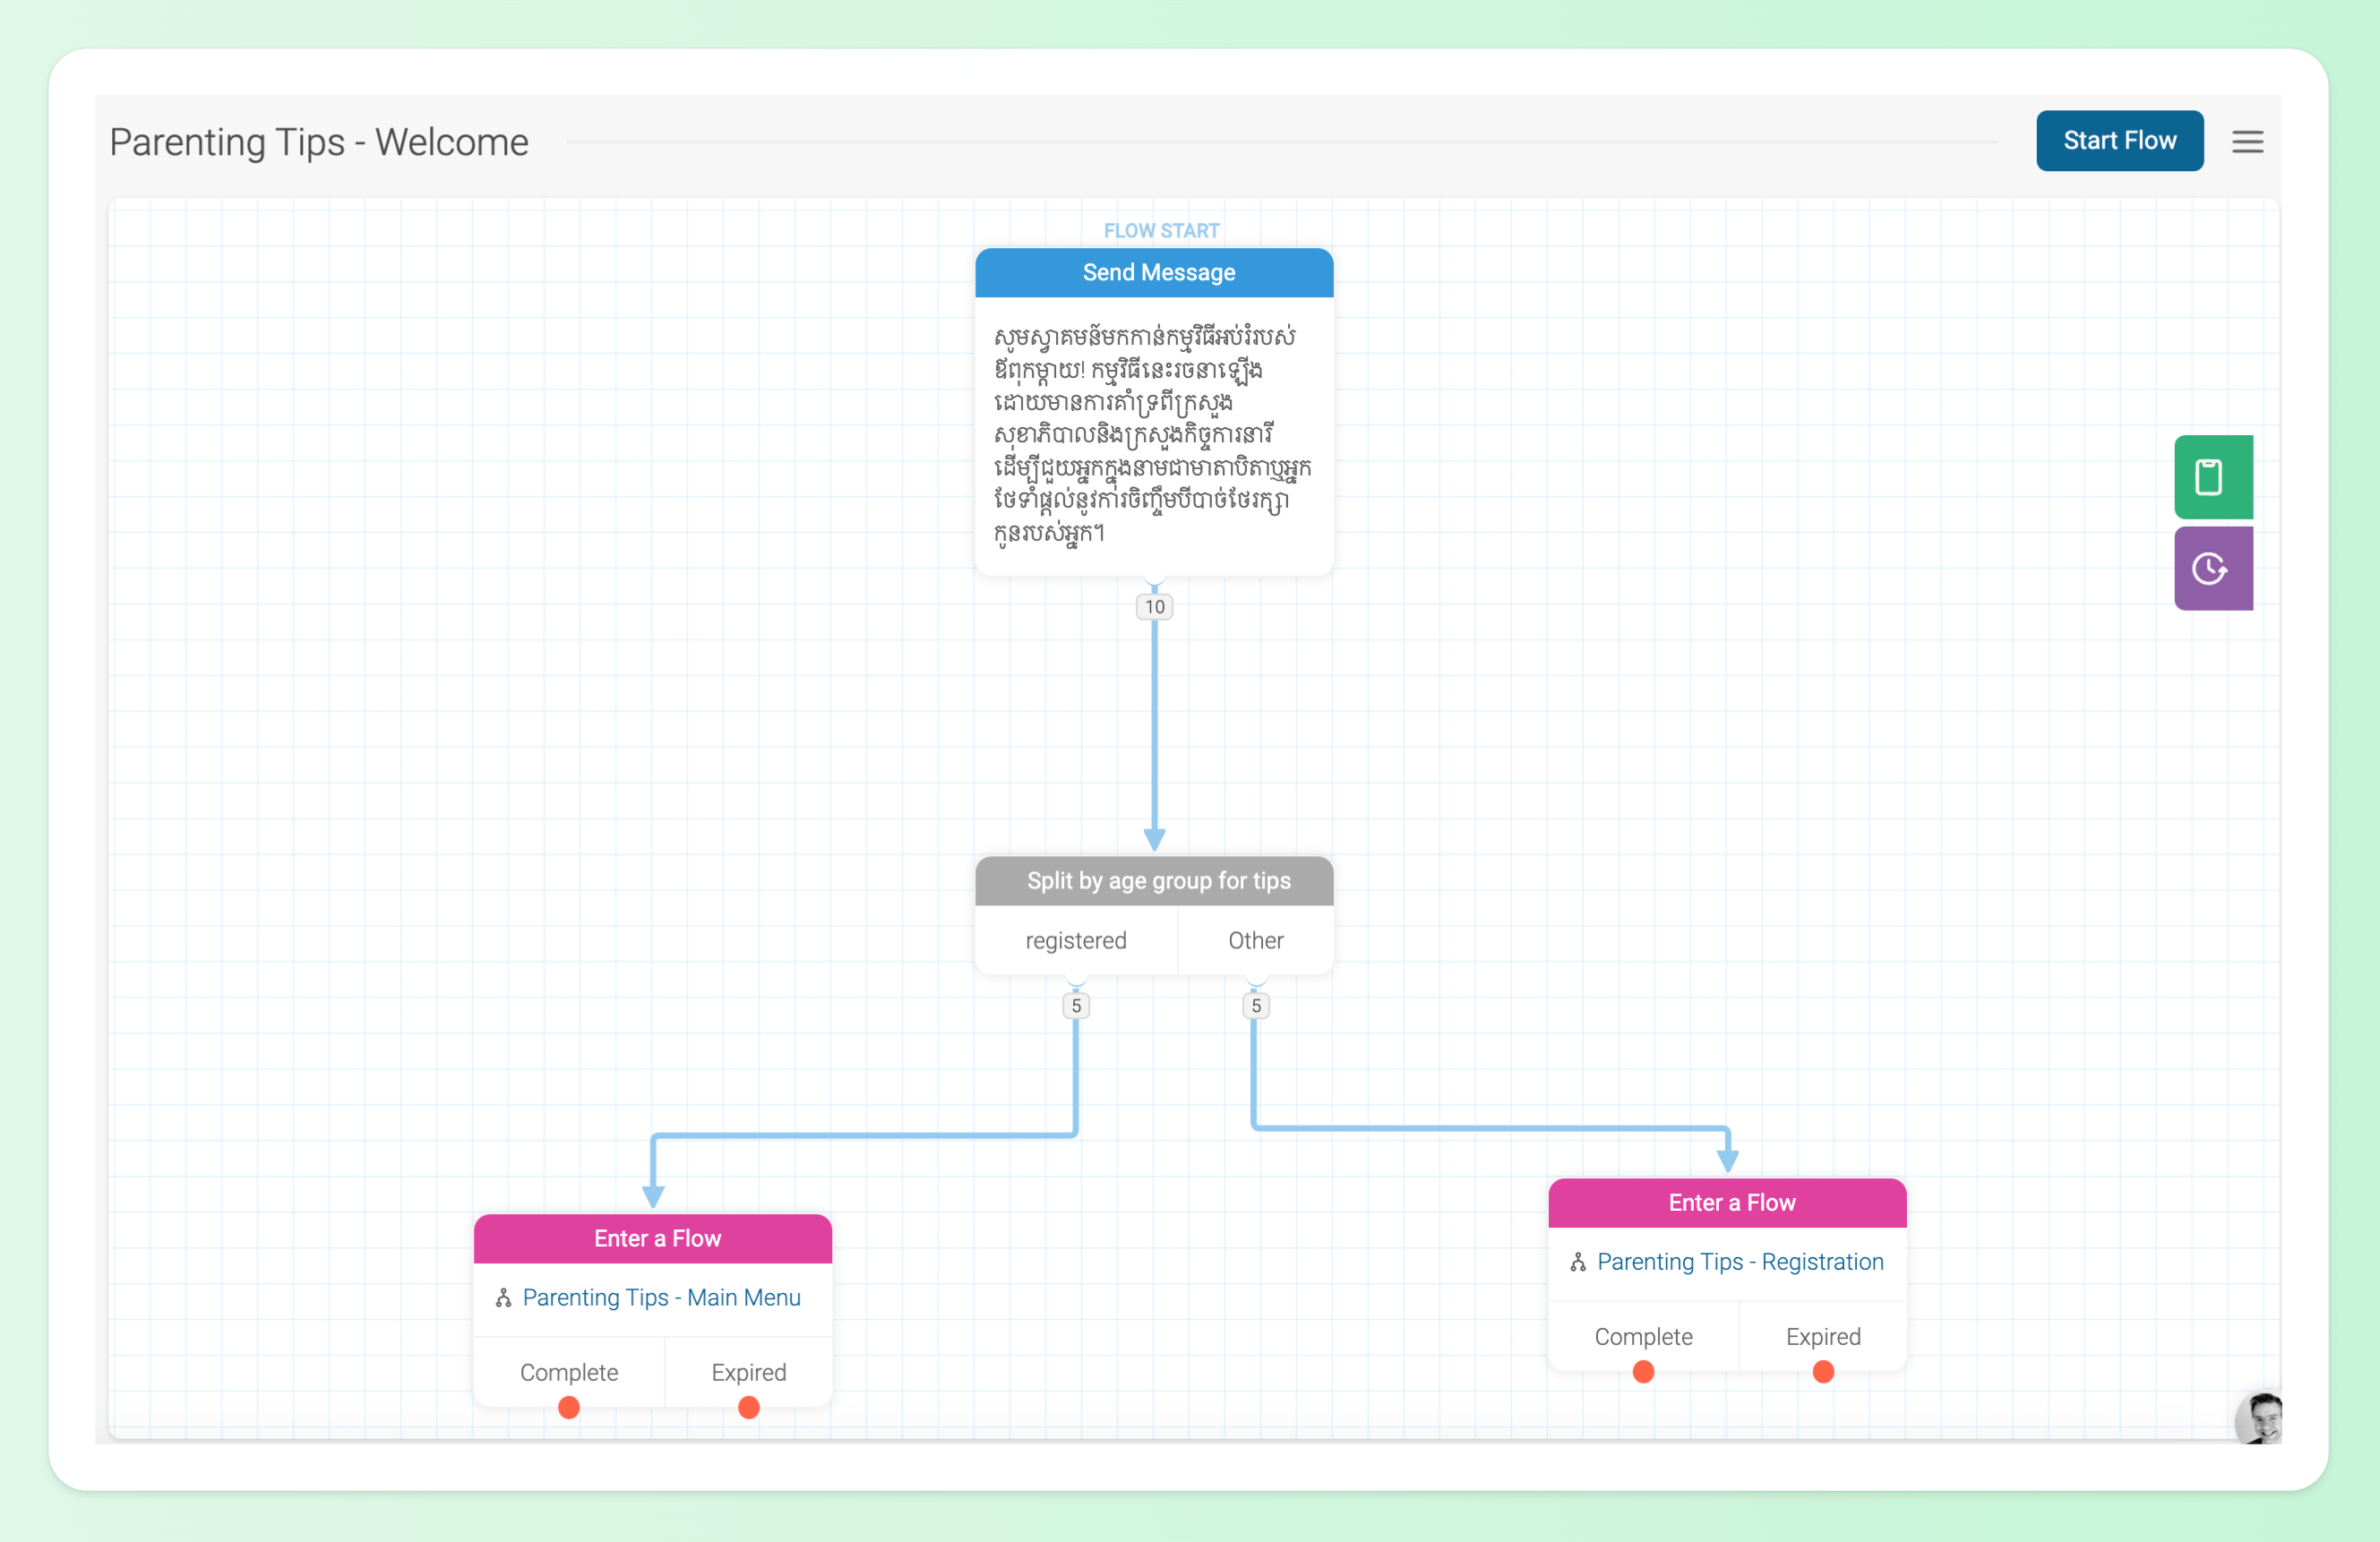 Parenting Tips - Welcome
Start Flow
FLOW START
Send Message
សូមស្វាគមន៍មកកាន់កម្មវិធីអប់រំរបស់
ឪពុកម្តាយ! កម្មវិធីនេះរចនាឡើង
ដោយមានការគាំទ្រពីក្រសួង
សុខាភិបាលនិងក្រសួងកិច្ចការនារី
ដើម្បីជួយអ្នកក្នុងនាមជាមាតាបិតាឬអ្នក
ថែទាំផ្តល់នូវការចិញ្ចឹមបីបាច់ថែរក្សា
កូនរបស់អ្នក។
10
Split by age group for tips
registered Other
5 5
Enter a Flow
Parenting Tips - Main Menu
Complete Expired
Enter a Flow
Parenting Tips - Registration
Complete Expired